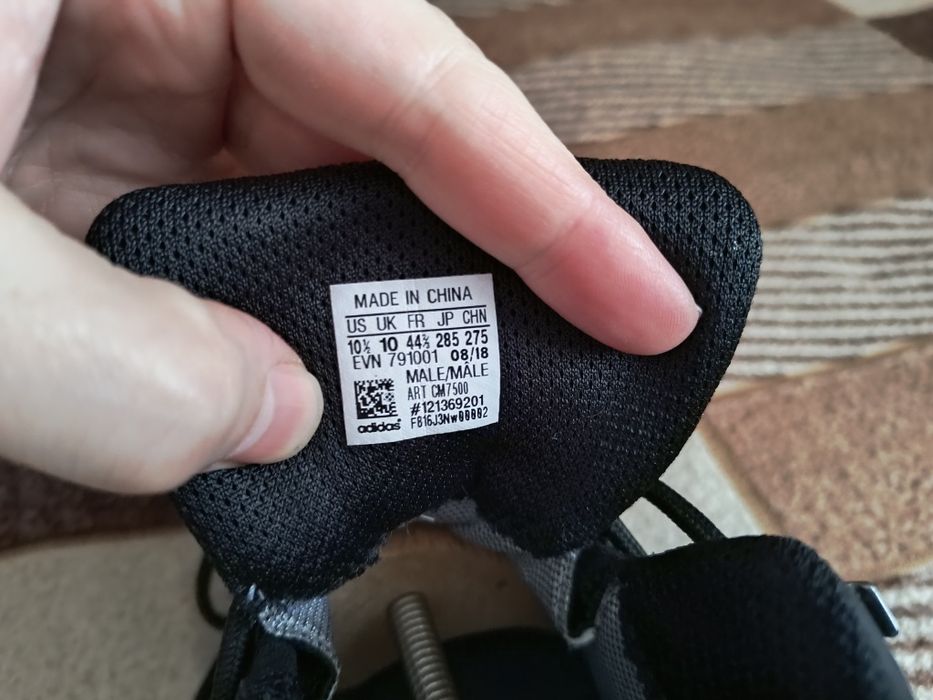 MADE IN CHINA
US UK FR JP CHN
10½ 10 44⅔ 285 275
EVN 791001 08/18
MALE/MÂLE
ART CM7500
#121369201
F816J3Nw00002
adidas